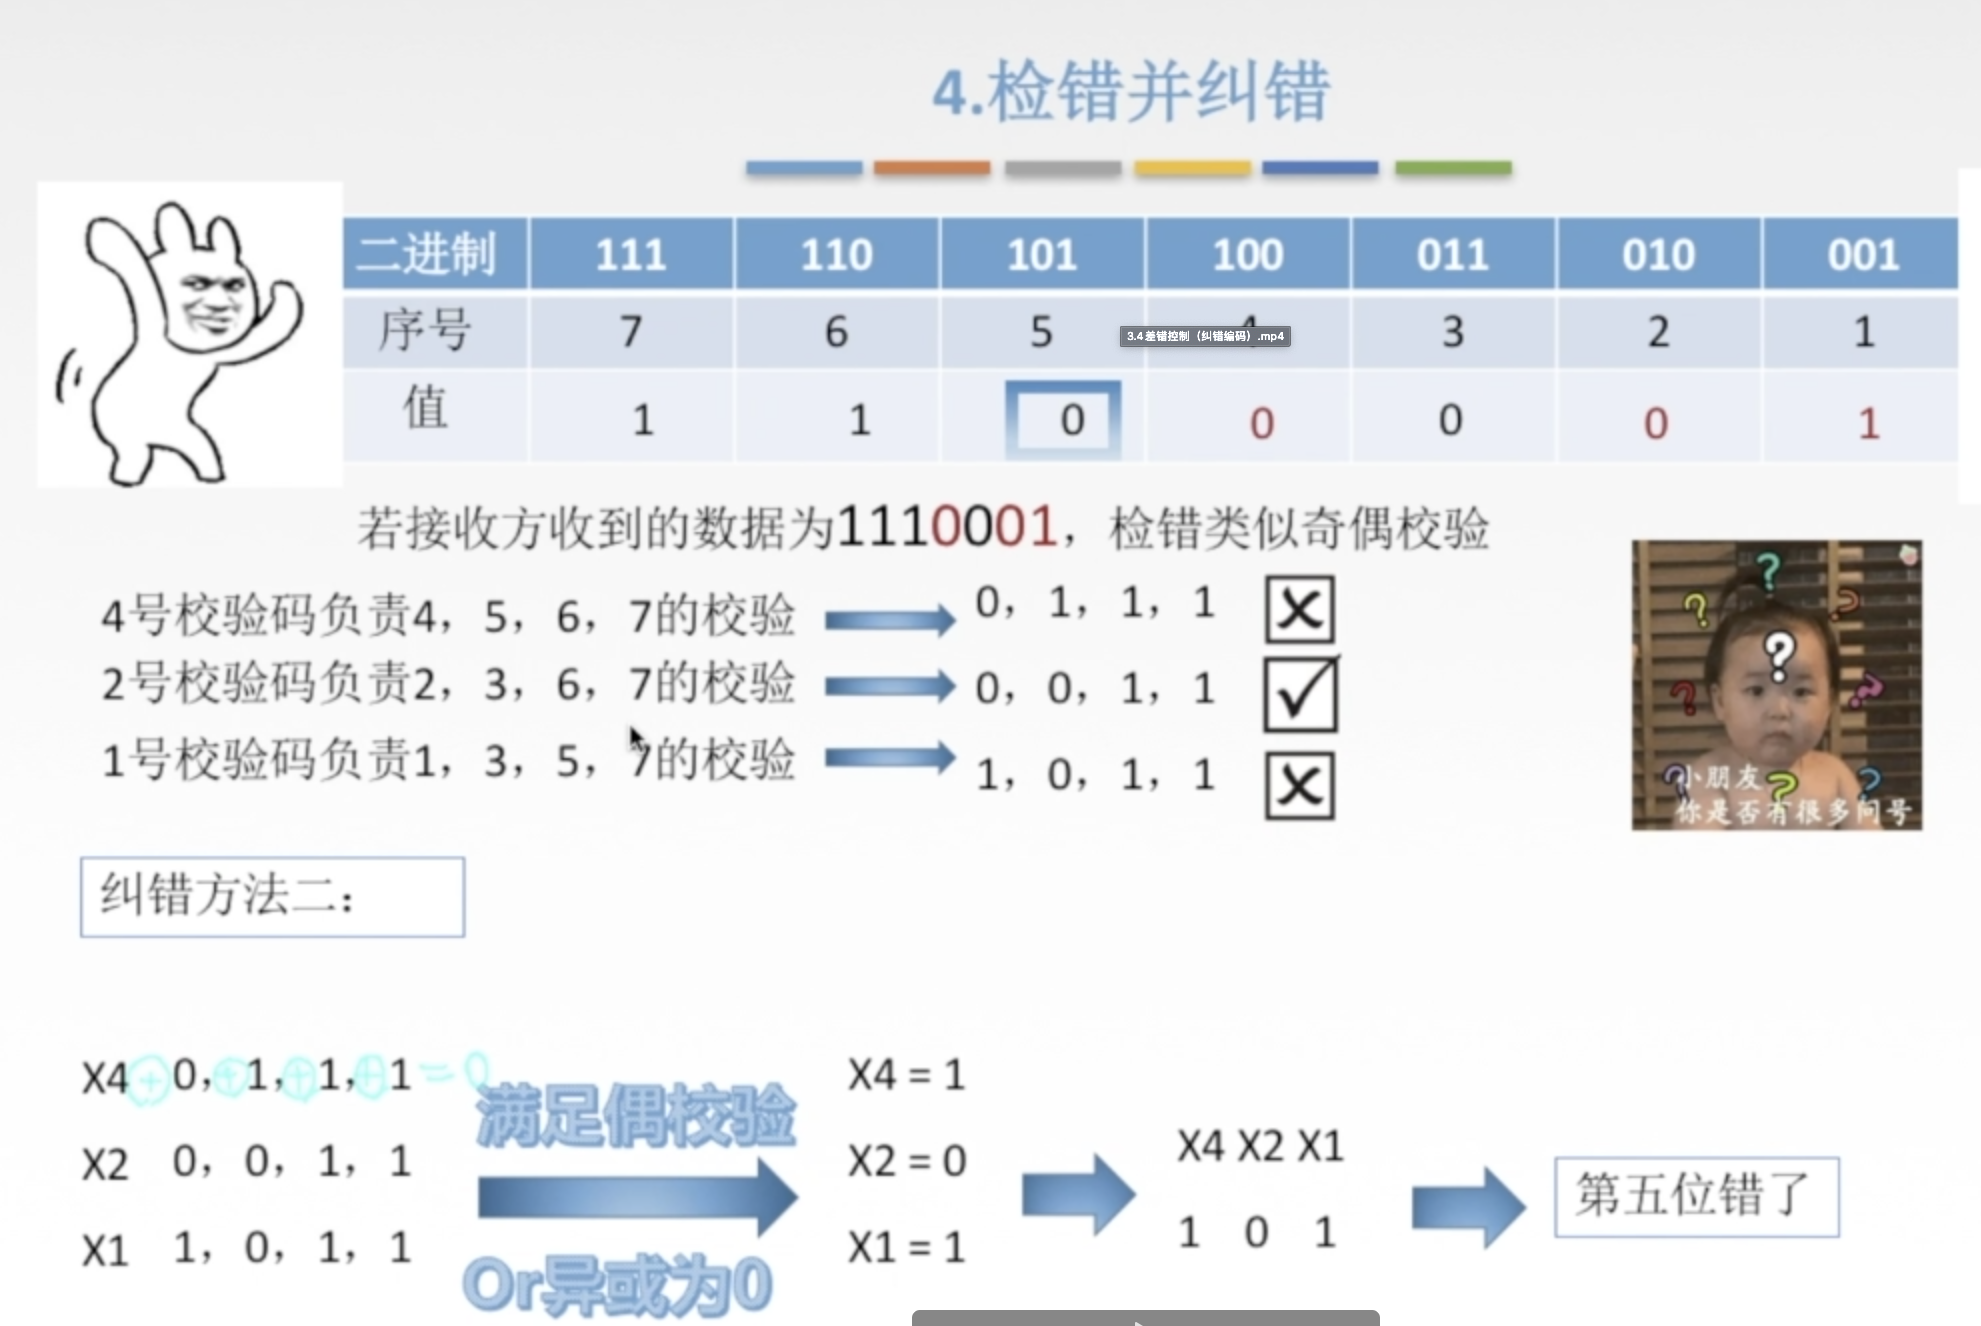 4.检错并纠错
二进制 111 110 101 100 011 010 001
序号 7 6 5 4 3 2 1
3.4 差错控制（纠错编码）.mp4
值 1 1 0 0 0 0 1
若接收方收到的数据为1110001，检错类似奇偶校验
4号校验码负责4，5，6，7的校验 0，1，1，1
2号校验码负责2，3，6，7的校验 0，0，1，1
1号校验码负责1，3，5，7的校验 1，0，1，1
小朋友
你是否有很多问号
纠错方法二：
X4 ⊕ 0，⊕ 1，⊕ 1，⊕ 1 = 0
X2 0，0，1，1
X1 1，0，1，1
满足偶校验
Or异或为0
X4 = 1
X2 = 0
X1 = 1
X4 X2 X1
1 0 1
第五位错了